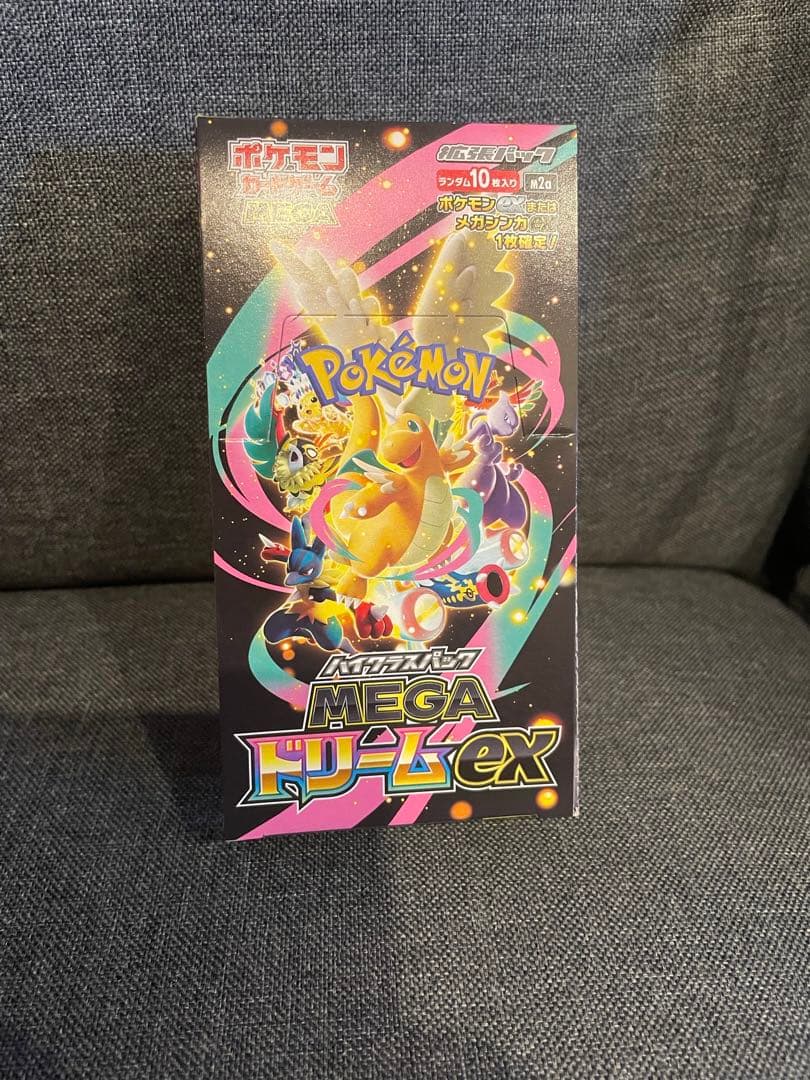 ポケモン
カードゲーム
MEGA
拡張パック
ランダム10枚入り M2a
ポケモンexまたは
メガシンカex
1枚確定!
POKÉMON
ハイクラスパック
MEGA
ドリームex